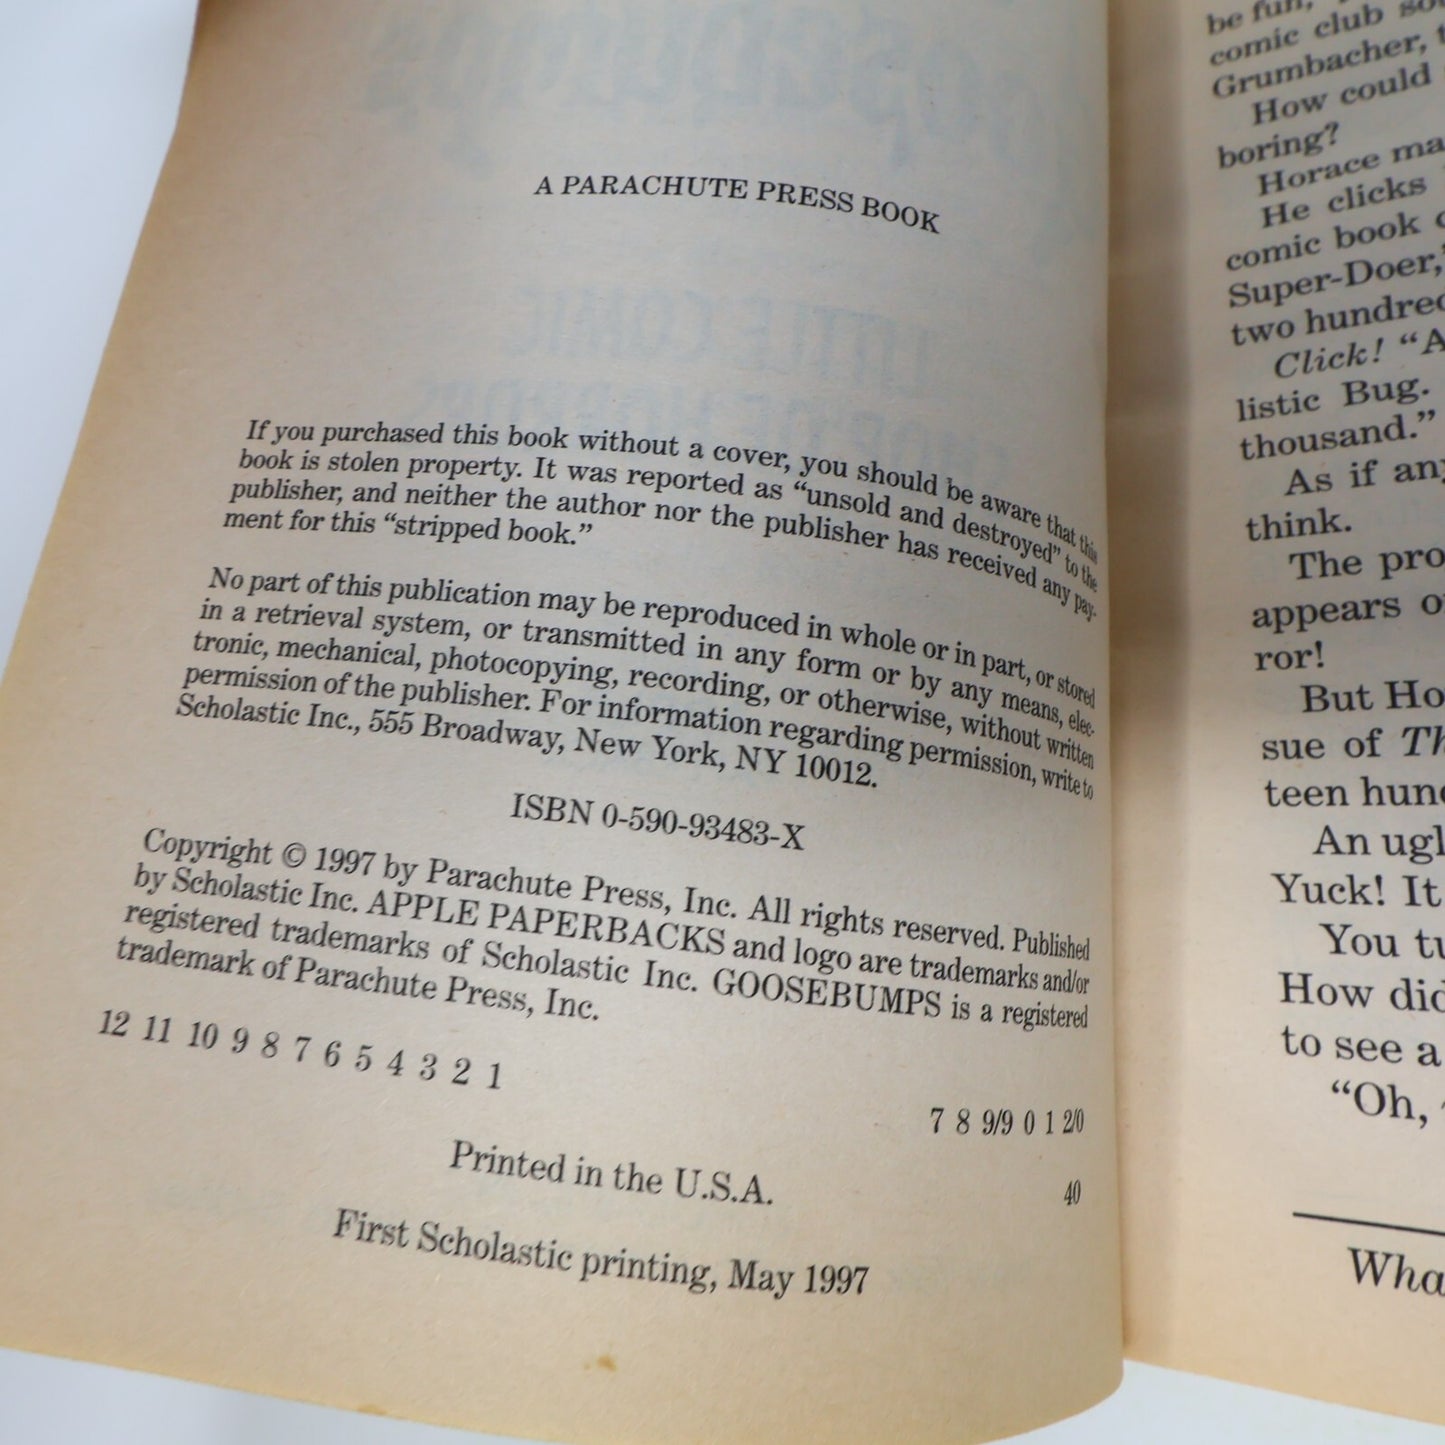 A PARACHUTE PRESS BOOK
If you purchased this book without a cover, you should be aware that this
book is stolen property. It was reported as “unsold and destroyed” to the
publisher, and neither the author nor the publisher has received any pay-
ment for this “stripped book.”
No part of this publication may be reproduced in whole or in part, or stored
in a retrieval system, or transmitted in any form or by any means, elec-
tronic, mechanical, photocopying, recording, or otherwise, without written
permission of the publisher. For information regarding permission, write to
Scholastic Inc., 555 Broadway, New York, NY 10012.
ISBN 0-590-93483-X
Copyright © 1997 by Parachute Press, Inc. All rights reserved. Published
by Scholastic Inc. APPLE PAPERBACKS and logo are trademarks and/or
registered trademarks of Scholastic Inc. GOOSEBUMPS is a registered
trademark of Parachute Press, Inc.
12 11 10 9 8 7 6 5 4 3 2 1
7 8 9/9 0 1 2/0
Printed in the U.S.A.
40
First Scholastic printing, May 1997
be fun,
comic club
Grumbacher,
How could
boring?
Horace
He clicks
comic book
Super-Doer,
two hundred
Click! “A
listic Bug.
thousand.”
As if
think.
The
appears
ror!
But
sue of
teen
An
Yuck! It
You
How
to see a
“Oh,